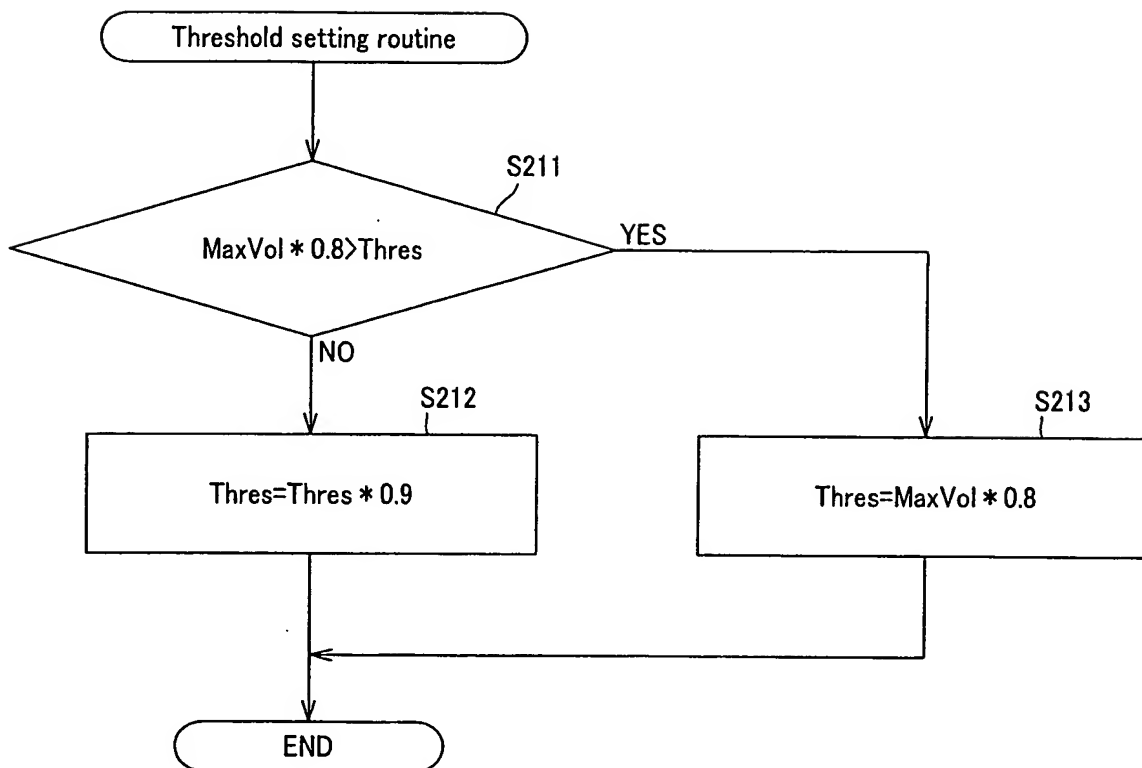 Threshold setting routine
S211
MaxVol * 0.8>Thres
YES
NO
S212
S213
Thres=Thres * 0.9
Thres=MaxVol * 0.8
END